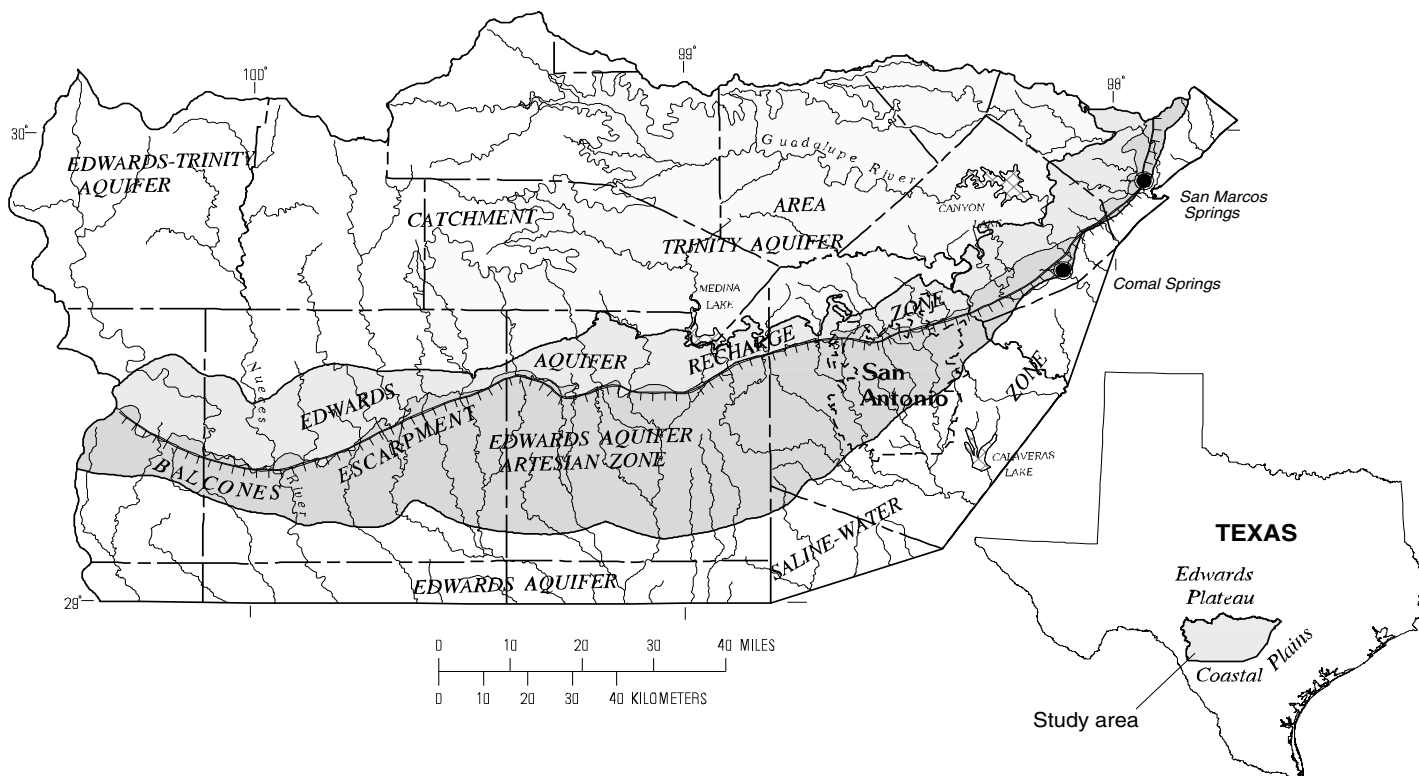 100°
99°
98°
30°
EDWARDS-TRINITY
AQUIFER
Guadalupe River
CATCHMENT
AREA
CANYON
LAKE
San Marcos
Springs
TRINITY AQUIFER
Comal Springs
MEDINA
LAKE
ZONE
RECHARGE
AQUIFER
EDWARDS
Nueces
River
San
Antonio
ZONE
BALCONES
ESCARPMENT
EDWARDS AQUIFER
ARTESIAN ZONE
CALAVERAS
LAKE
SALINE-WATER
29°
EDWARDS AQUIFER
0 10 20 30 40 MILES
0 10 20 30 40 KILOMETERS
TEXAS
Edwards
Plateau
Coastal Plains
Study area